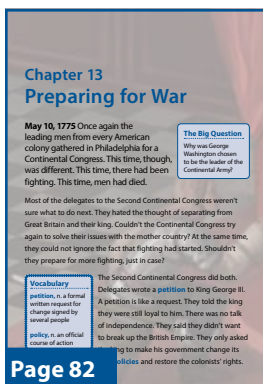 Chapter 13
Preparing for War
May 10, 1775 Once again the
leading men from every American
colony gathered in Philadelphia for a
Continental Congress. This time, though,
was different. This time, there had been
fighting. This time, men had died.
The Big Question
Why was George
Washington chosen
to be the leader of the
Continental Army?
Most of the delegates to the Second Continental Congress weren't
sure what to do next. They hated the thought of separating from
Great Britain and their king. Couldn't the Continental Congress try
again to solve their issues with the mother country? At the same time,
they could not ignore the fact that fighting had started. Shouldn't
they prepare for more fighting, just in case?
Vocabulary
petition, n. a formal
written request for
change signed by
several people
policy, n. an official
course of action
The Second Continental Congress did both.
Delegates wrote a petition to King George III.
A petition is like a request. They told the king
they were still loyal to him. There was no talk
of independence. They said they didn't want
to break up the British Empire. They only asked
to make his government change its
policies and restore the colonists' rights.
Page 82